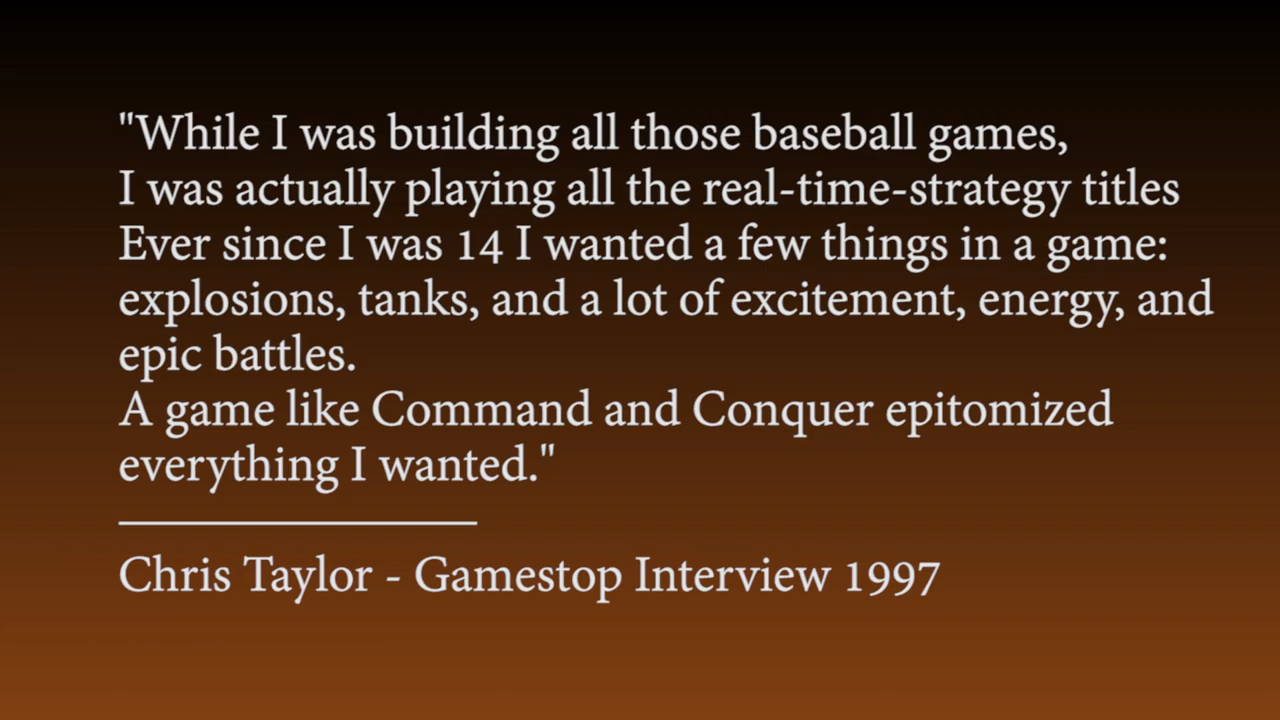 "While I was building all those baseball games,
I was actually playing all the real-time-strategy titles
Ever since I was 14 I wanted a few things in a game:
explosions, tanks, and a lot of excitement, energy, and
epic battles.
A game like Command and Conquer epitomized
everything I wanted."
Chris Taylor - Gamestop Interview 1997